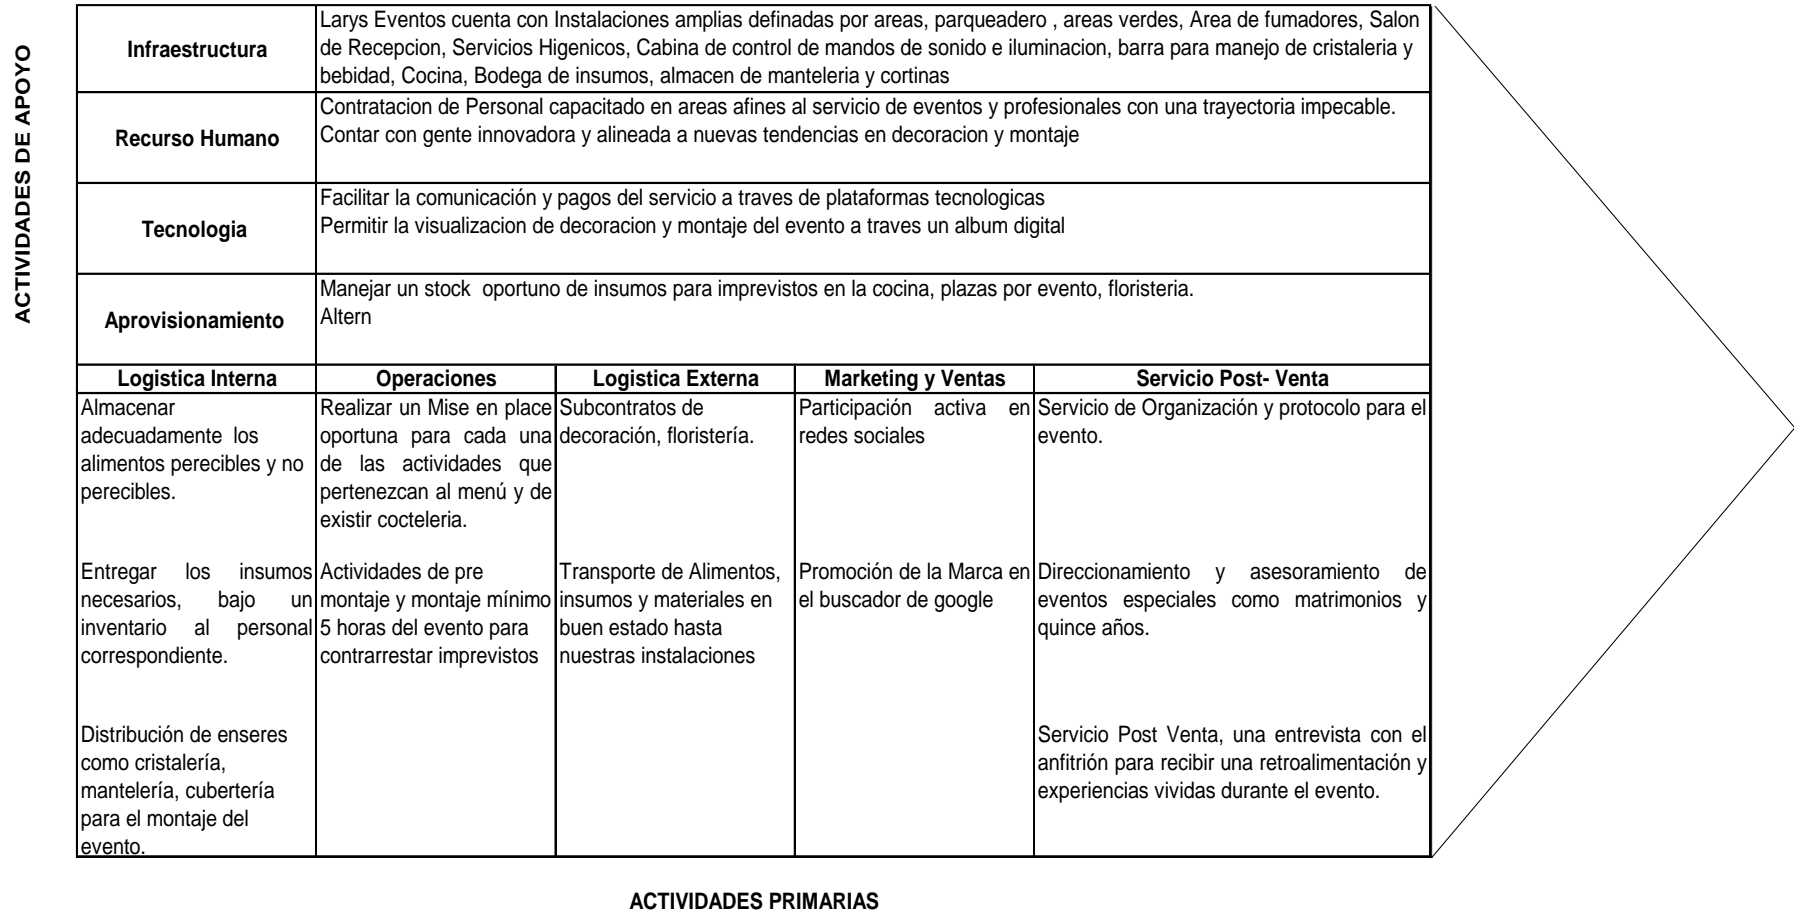 ACTIVIDADES DE APOYO
Infraestructura
Larys Eventos cuenta con Instalaciones amplias definadas por areas, parqueadero , areas verdes, Area de fumadores, Salon
de Recepcion, Servicios Higenicos, Cabina de control de mandos de sonido e iluminacion, barra para manejo de cristaleria y
bebidad, Cocina, Bodega de insumos, almacen de manteleria y cortinas
Recurso Humano
Contratacion de Personal capacitado en areas afines al servicio de eventos y profesionales con una trayectoria impecable.
Contar con gente innovadora y alineada a nuevas tendencias en decoracion y montaje
Tecnologia
Facilitar la comunicación y pagos del servicio a traves de plataformas tecnologicas
Permitir la visualizacion de decoracion y montaje del evento a traves un album digital
Aprovisionamiento
Manejar un stock  oportuno de insumos para imprevistos en la cocina, plazas por evento, floristeria.
Altern
Logistica Interna
Almacenar
adecuadamente los
alimentos perecibles y no
perecibles.
Entregar los insumos
necesarios, bajo un
inventario al personal
correspondiente.
Distribución de enseres
como cristalería,
mantelería, cubertería
para el montaje del
evento.
Operaciones
Realizar un Mise en place
oportuna para cada una
de las actividades que
pertenezcan al menú y de
existir cocteleria.
Actividades de pre
montaje y montaje mínimo
5 horas del evento para
contrarrestar imprevistos
Logistica Externa
Subcontratos de
decoración, floristería.
Transporte de Alimentos,
insumos y materiales en
buen estado hasta
nuestras instalaciones
Marketing y Ventas
Participación activa en
redes sociales
Promoción de la Marca en
el buscador de google
Servicio Post- Venta
Servicio de Organización y protocolo para el
evento.
Direccionamiento y asesoramiento de
eventos especiales como matrimonios y
quince años.
Servicio Post Venta, una entrevista con el
anfitrión para recibir una retroalimentación y
experiencias vividas durante el evento.
ACTIVIDADES PRIMARIAS